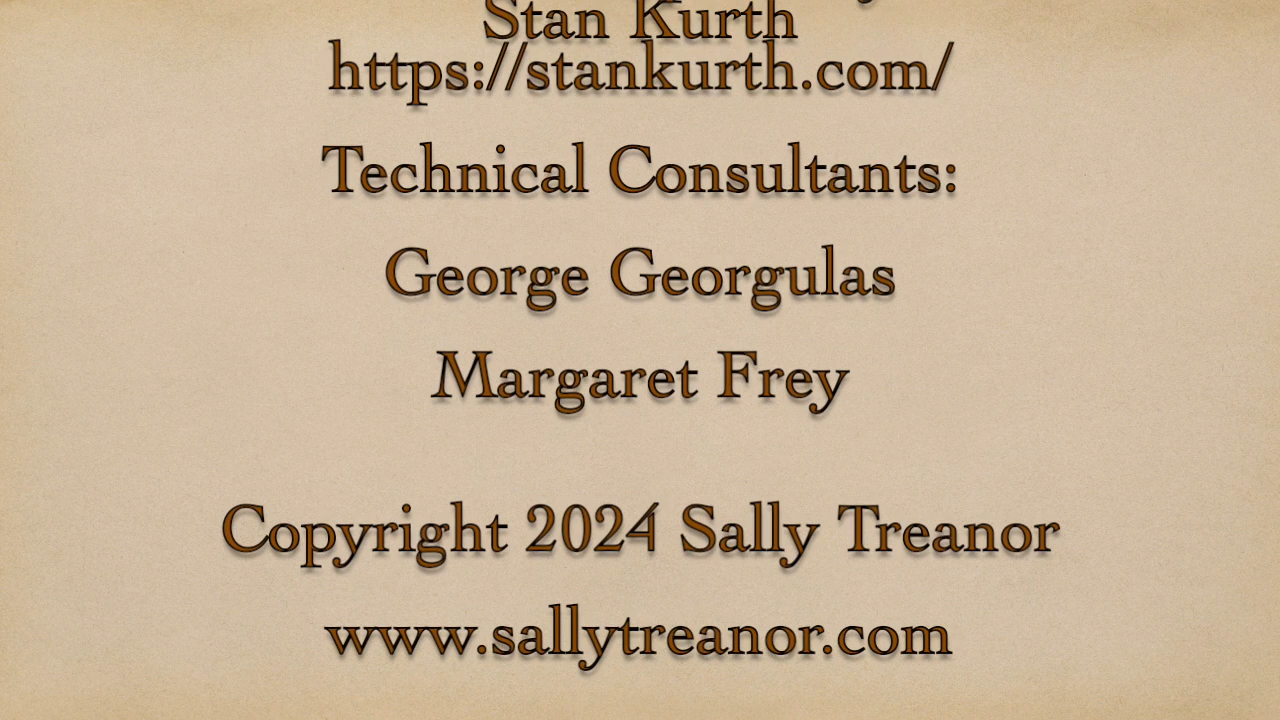 Stan Kurth
https://stankurth.com/
Technical Consultants:
George Georgulas
Margaret Frey
Copyright 2024 Sally Treanor
www.sallytreanor.com